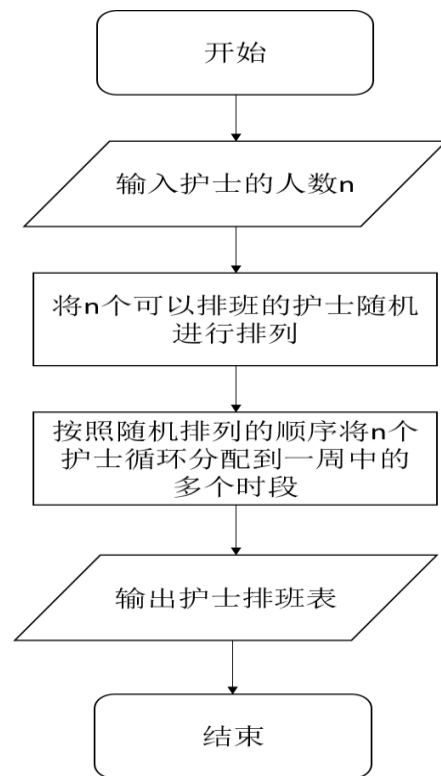 开始
输入护士的人数n
将n个可以排班的护士随机
进行排列
按照随机排列的顺序将n个
护士循环分配到一周中的
多个时段
输出护士排班表
结束